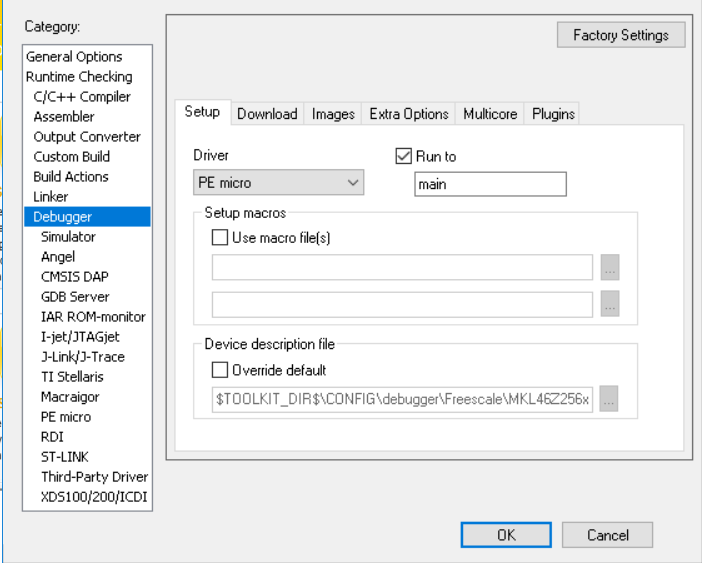 Category:
Factory Settings
General Options
Runtime Checking
C/C++ Compiler
Assembler
Output Converter
Custom Build
Build Actions
Linker
Debugger
Simulator
Angel
CMSIS DAP
GDB Server
IAR ROM-monitor
I-jet/JTAGjet
J-Link/J-Trace
TI Stellaris
Macraigor
PE micro
RDI
ST-LINK
Third-Party Driver
XDS100/200/ICDI
Setup Download Images Extra Options Multicore Plugins
Driver
Run to
PE micro
main
Setup macros
Use macro file(s)
...
...
Device description file
Override default
$TOOLKIT_DIR$\CONFIG\debugger\Freescale\MKL46Z256x
...
OK Cancel